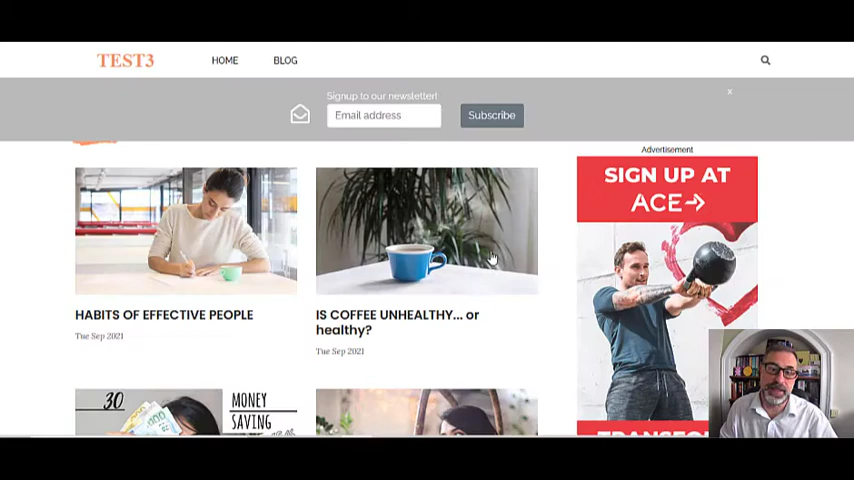 TEST3
HOME
BLOG
Signup to our newsletter!
x
Email address
Subscribe
Advertisement
SIGN UP AT
ACE
HABITS OF EFFECTIVE PEOPLE
Tue Sep 2021
IS COFFEE UNHEALTHY... or
healthy?
Tue Sep 2021
30
MONEY
SAVING